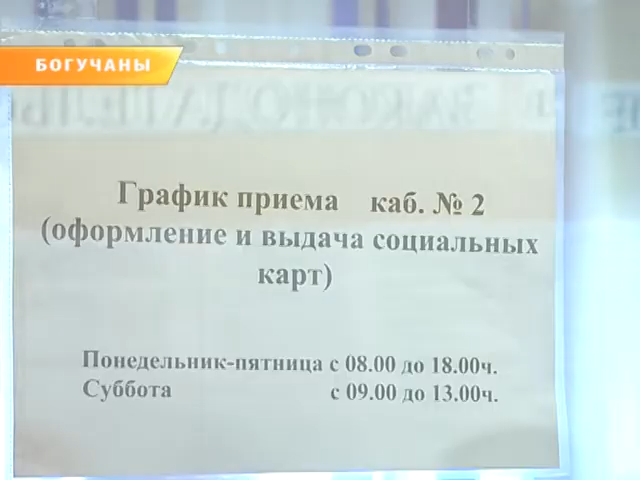 БОГУЧАНЫ
График приема каб. № 2
(оформление и выдача социальных
карт)
Понедельник-пятница с 08.00 до 18.00ч.
Суббота с 09.00 до 13.00ч.